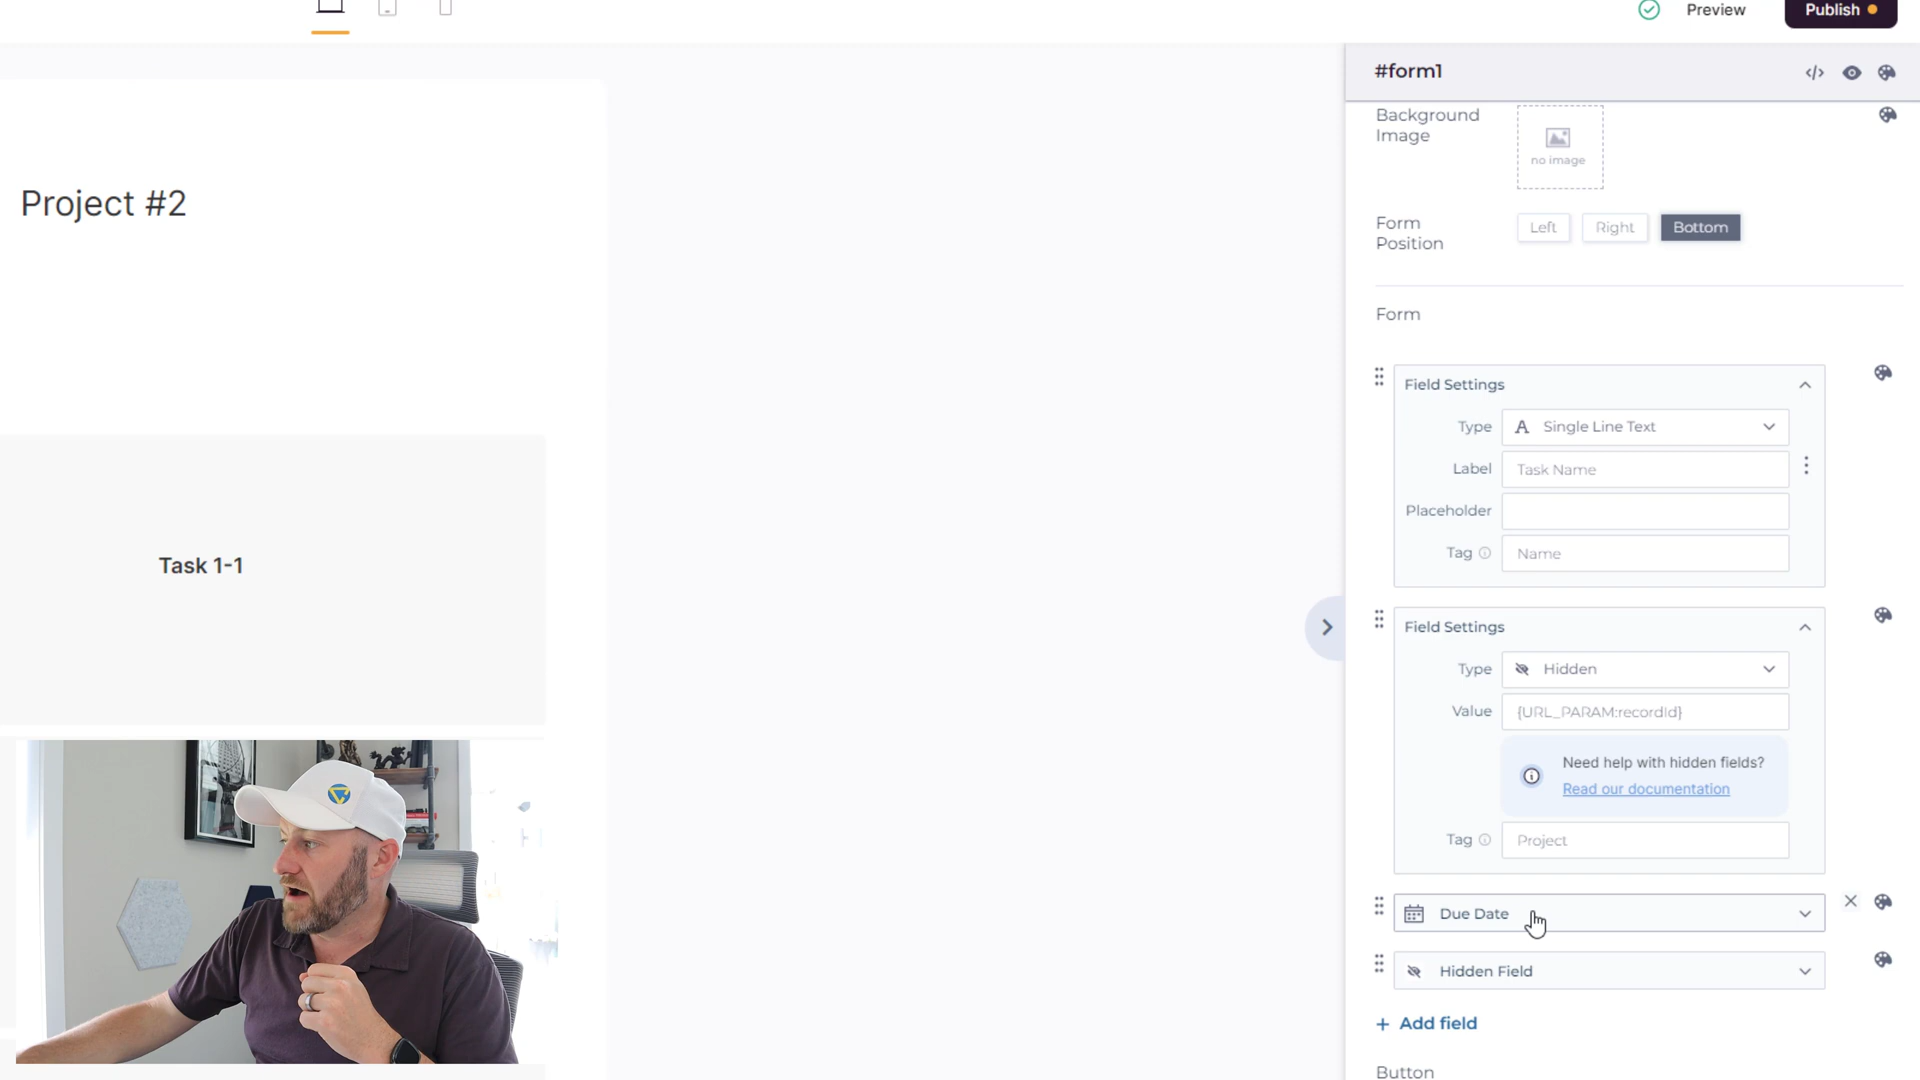 Preview
Publish
#form1
Background
Image
no image
Form
Position
Left
Right
Bottom
Project #2
Form
Field Settings
Type
Single Line Text
Label
Task Name
Placeholder
Tag
Name
Task 1-1
Field Settings
Type
Hidden
Value
{URL_PARAM:recordId}
Need help with hidden fields?
Read our documentation
Tag
Project
Due Date
Hidden Field
+ Add field
Button